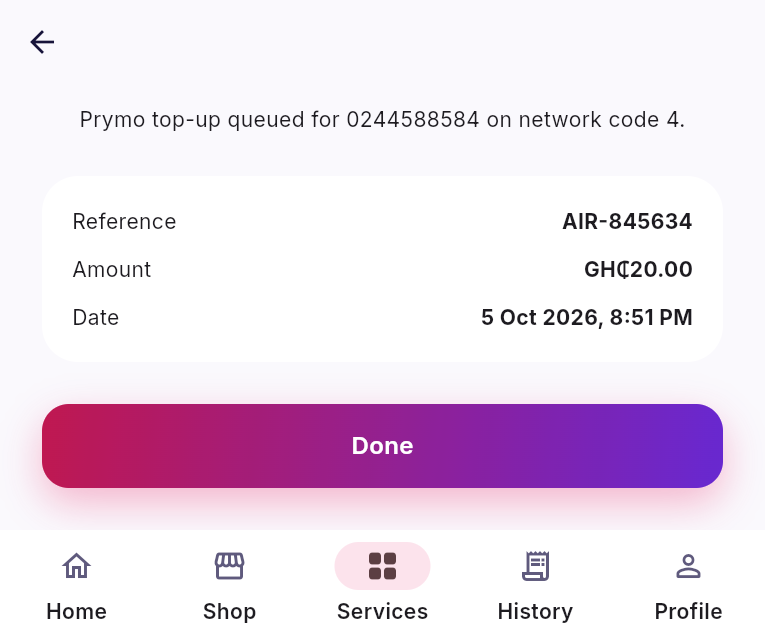 Prymo top-up queued for 0244588584 on network code 4.
Reference AIR-845634
Amount GH₵20.00
Date 5 Oct 2026, 8:51 PM
Done
Home Shop Services History Profile